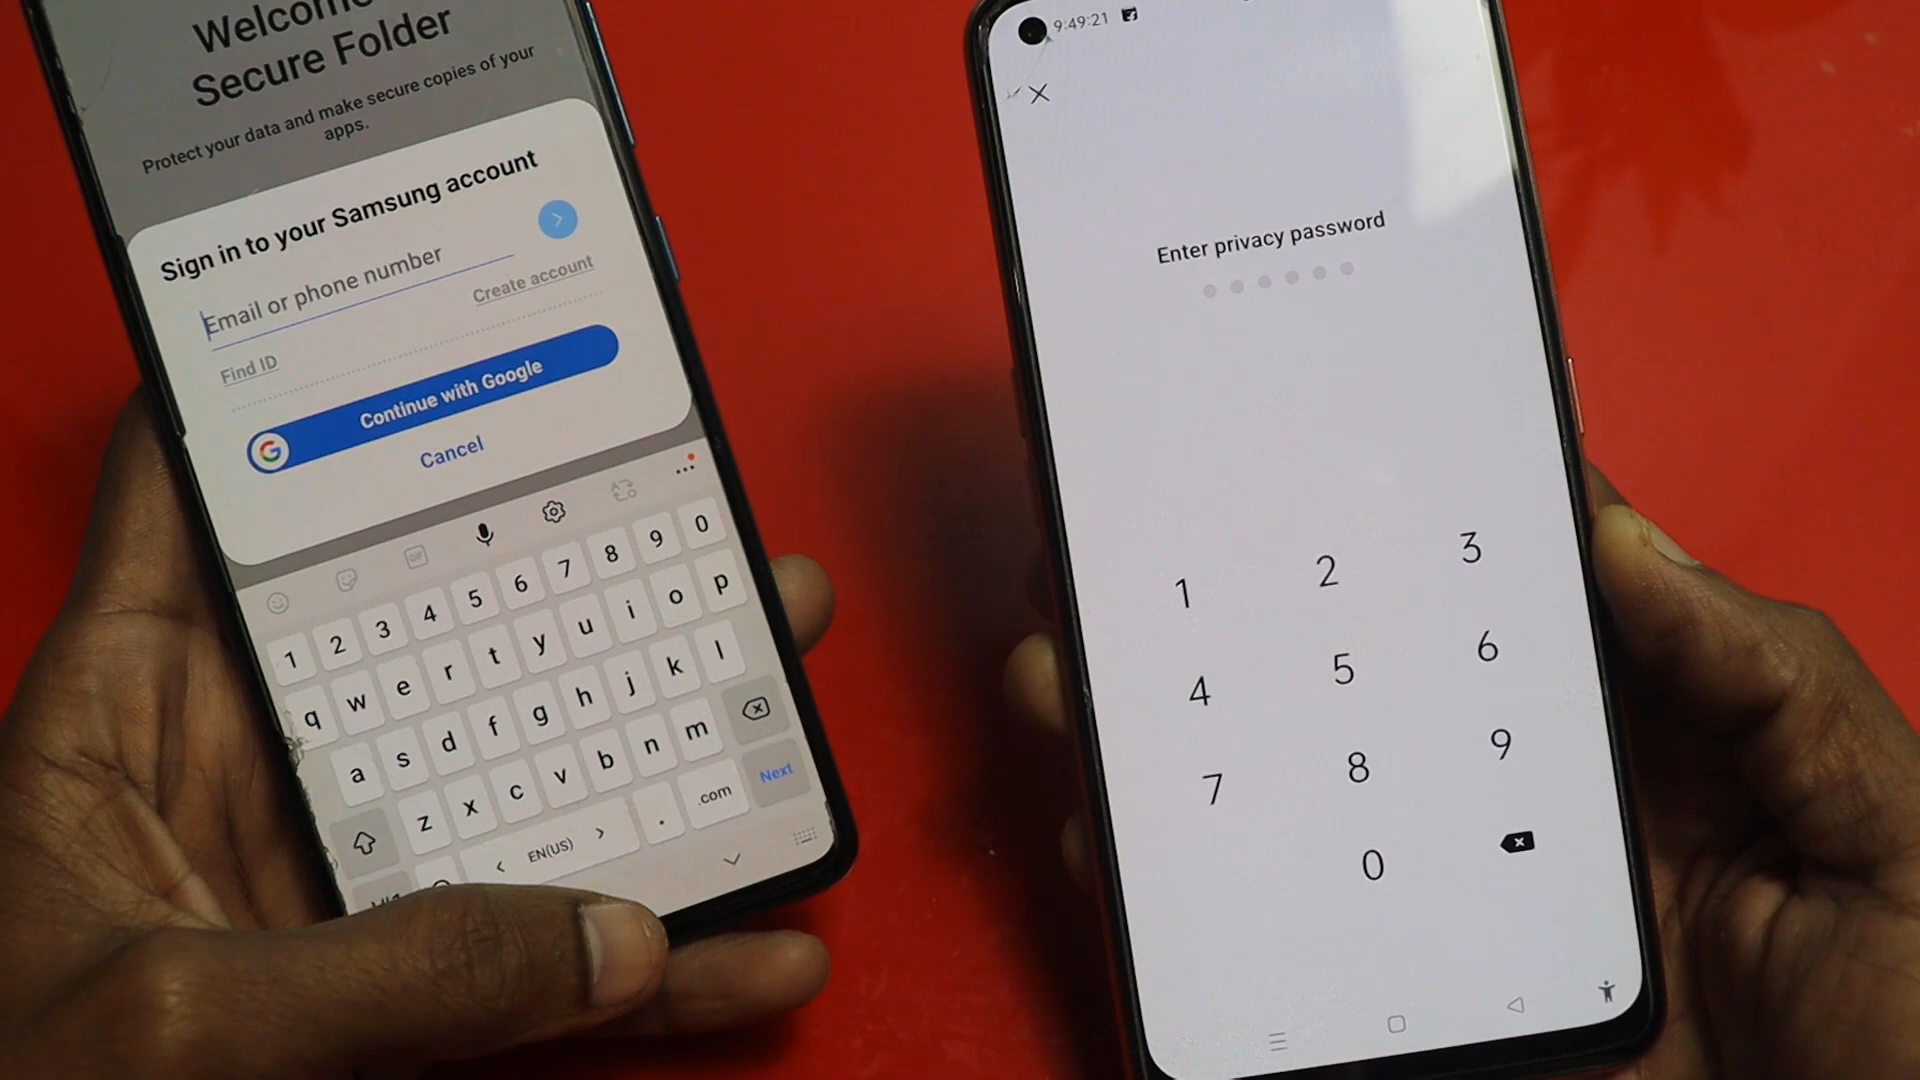 Welcome
Secure Folder
Protect your data and make secure copies of your
apps.
Sign in to your Samsung account
Email or phone number
Create account
Find ID
Continue with Google
Cancel
GIF
1 2 3 4 5 6 7 8 9 0
q w e r t y u i o p
a s d f g h j k l
z x c v b n m
< EN(US) > . .com Next
9:49:21
Enter privacy password
1 2 3
4 5 6
7 8 9
0